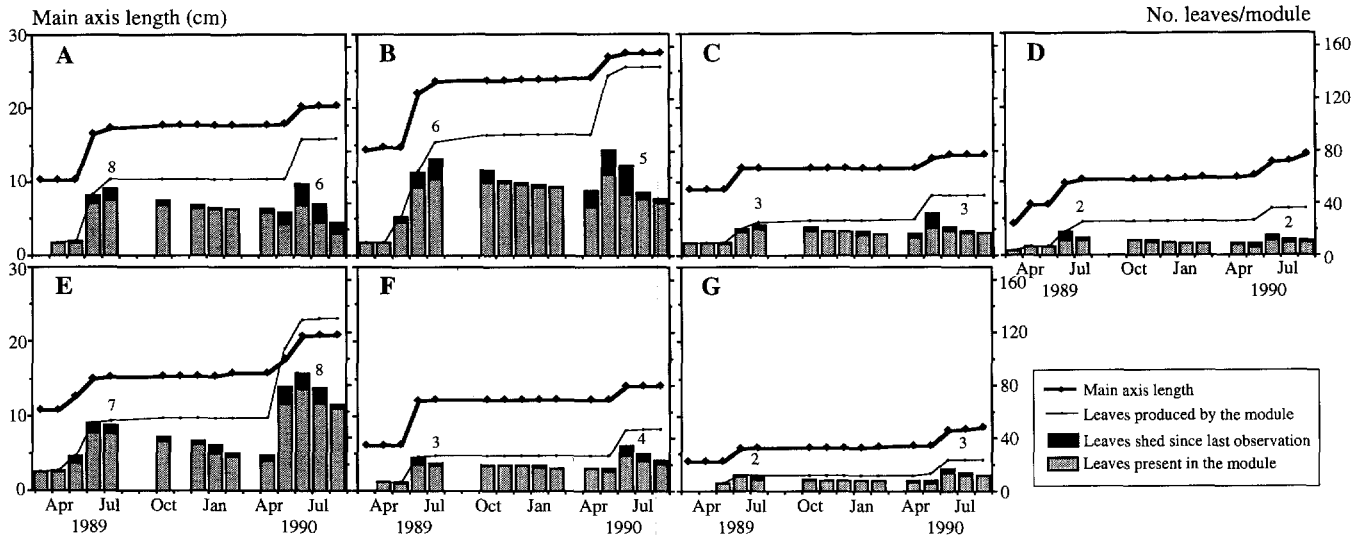 Main axis length (cm)
No. leaves/module
30
A
B
C
D
160
20
120
8
6
80
10
6
5
3
3
2
2
40
0
0
Apr Jul Oct Jan Apr Jul
1989 1990
30
E
F
G
160
20
120
8
80
10
7
3
4
2
3
40
0
0
Apr Jul Oct Jan Apr Jul
1989 1990
Apr Jul Oct Jan Apr Jul
1989 1990
Apr Jul Oct Jan Apr Jul
1989 1990
Main axis length
Leaves produced by the module
Leaves shed since last observation
Leaves present in the module